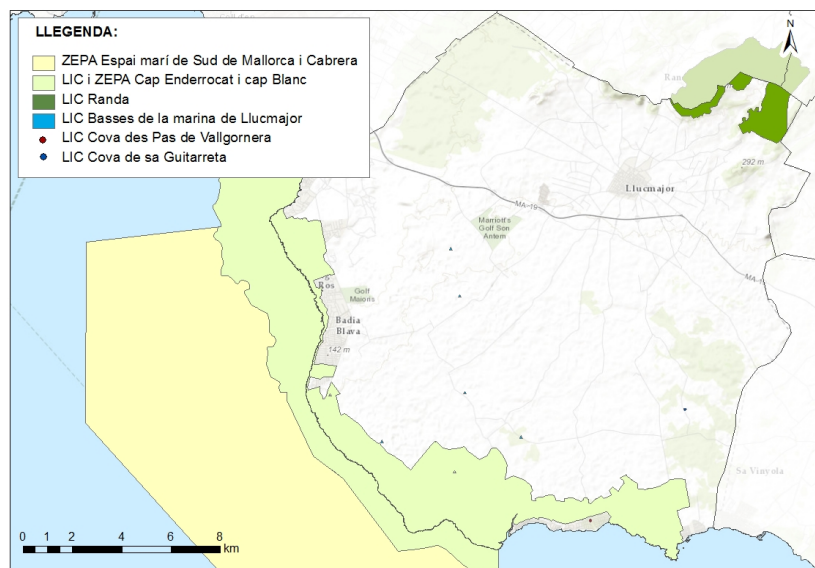 LLEGENDA:
ZEPA Espai marí de Sud de Mallorca i Cabrera
LIC i ZEPA Cap Enderrocat i cap Blanc
LIC Randa
LIC Basses de la marina de Llucmajor
LIC Cova des Pas de Vallgornera
LIC Cova de sa Guitarreta
N
292 m
Llucmajor
MA-19
Marriott's
Golf Son
Antem
Ros
Golf
Maioris
Badia
Blava
142 m
Sa Vinyola
0 2 4 6 8
km